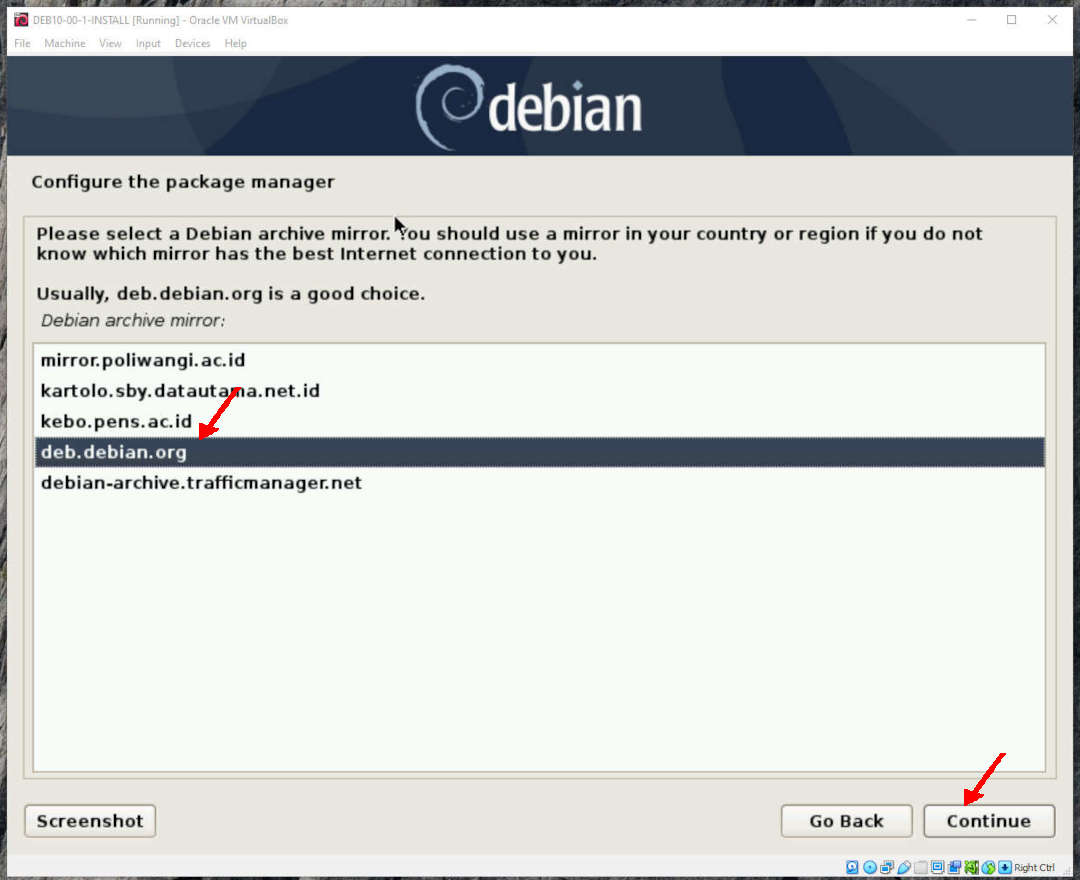 DEB10-00-1-INSTALL [Running] - Oracle VM VirtualBox
File Machine View Input Devices Help
debian
Configure the package manager
Please select a Debian archive mirror. You should use a mirror in your country or region if you do not
know which mirror has the best Internet connection to you.
Usually, deb.debian.org is a good choice.
Debian archive mirror:
mirror.poliwangi.ac.id
kartolo.sby.datautama.net.id
kebo.pens.ac.id
deb.debian.org
debian-archive.trafficmanager.net
Screenshot Go Back Continue
Right Ctrl